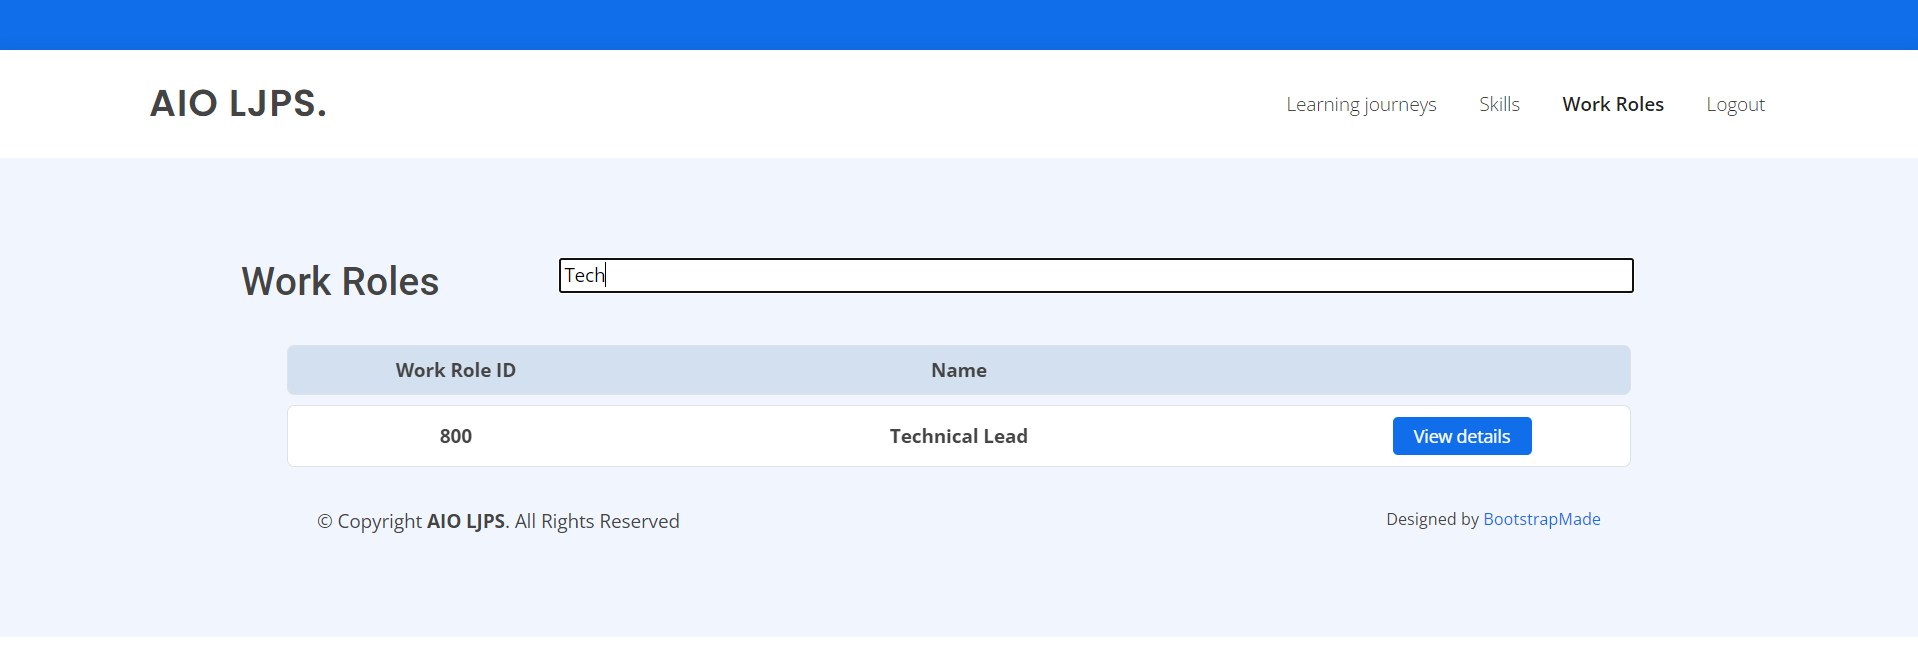 AIO LJPS.
Learning journeys Skills Work Roles Logout
Work Roles
Tech
Work Role ID Name
800 Technical Lead View details
© Copyright AIO LJPS. All Rights Reserved
Designed by BootstrapMade